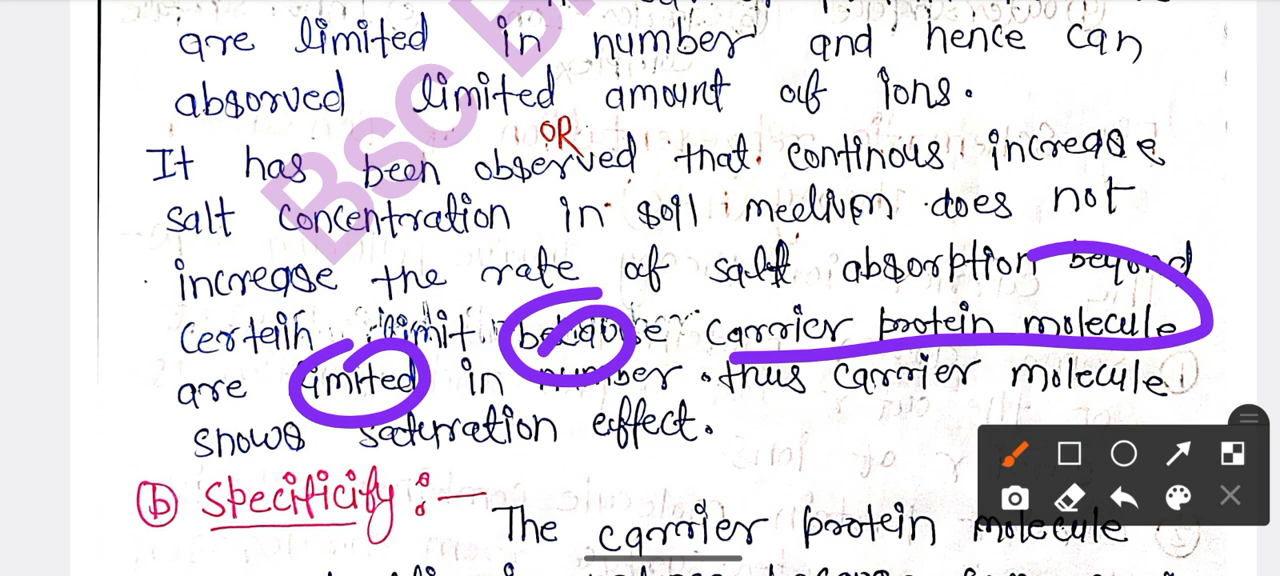 are limited in number and hence can
absorved limited amount of ions.
OR
It has been observed that continous increase
salt concentration in soil medium does not
increase the rate of salt absorption beyond
certain limit because carrier protein molecule
are limited in number. thus carrier molecule
shows saturation effect.
(b) Specificity :—
The carrier protein molecule
BSC